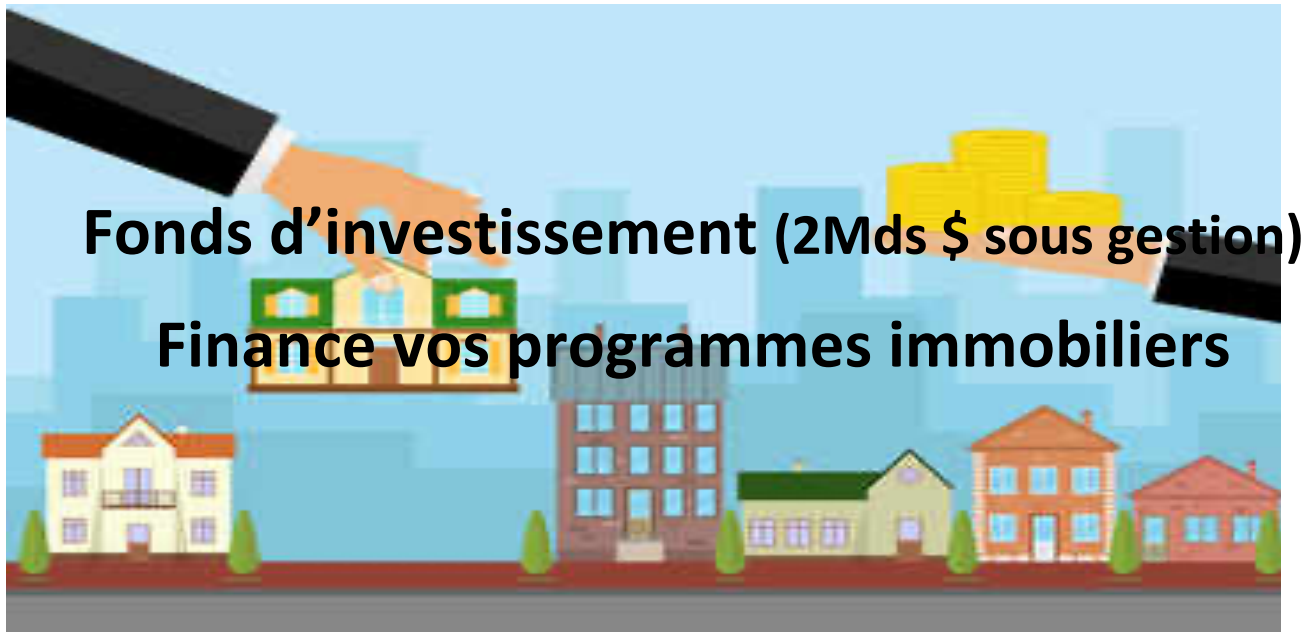 Fonds d’investissement (2Mds $ sous gestion)
Finance vos programmes immobiliers